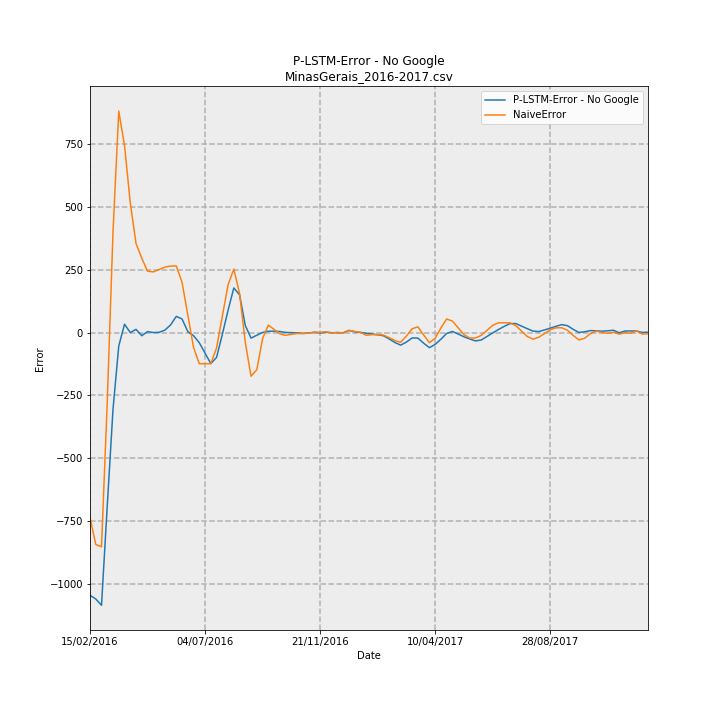 P-LSTM-Error - No Google
MinasGerais_2016-2017.csv
P-LSTM-Error - No Google
NaiveError
750
500
250
0
−250
−500
−750
−1000
Error
15/02/2016 04/07/2016 21/11/2016 10/04/2017 28/08/2017
Date